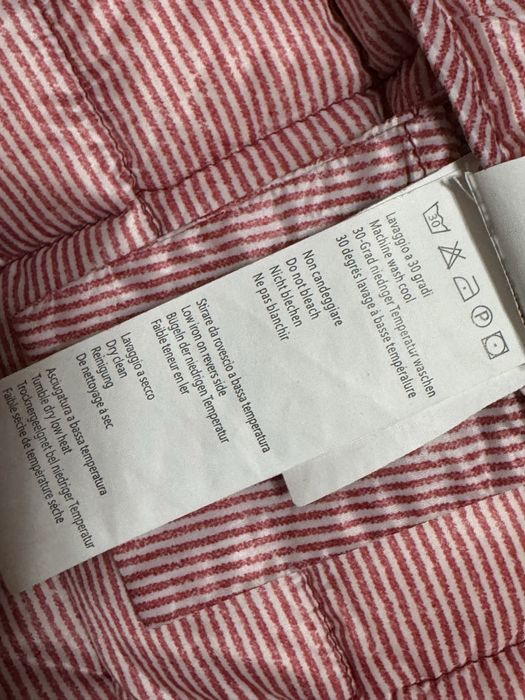 30
P
Lavaggio a 30 gradi
Machine wash cool
30-Grad niedriger Temperatur waschen
30 degrés lavage à basse température
Non candeggiare
Do not bleach
Nicht bleichen
Ne pas blanchir
Stirare da rovescio a bassa temperatura
Low iron on revers side
Bügeln der niedrigen Temperatur
Faible teneur en ier
Lavaggio a secco
Dry clean
Reinigung
De nettoyage à sec
Acciugatura a bassa temperatura
Tumble dry low heat
Trocknergeeignet bei niedriger Temperatur
Faible sèche de température sèche